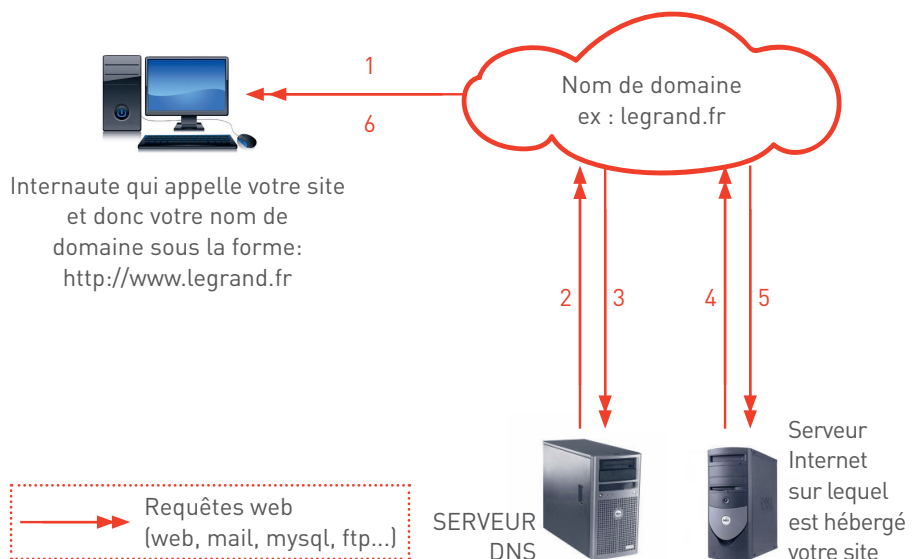 1
6
Nom de domaine
ex : legrand.fr
Internaute qui appelle votre site
et donc votre nom de
domaine sous la forme:
http://www.legrand.fr
2
3
4
5
Requêtes web
(web, mail, mysql, ftp...)
SERVEUR
DNS
Serveur
Internet
sur lequel
est hébergé
votre site